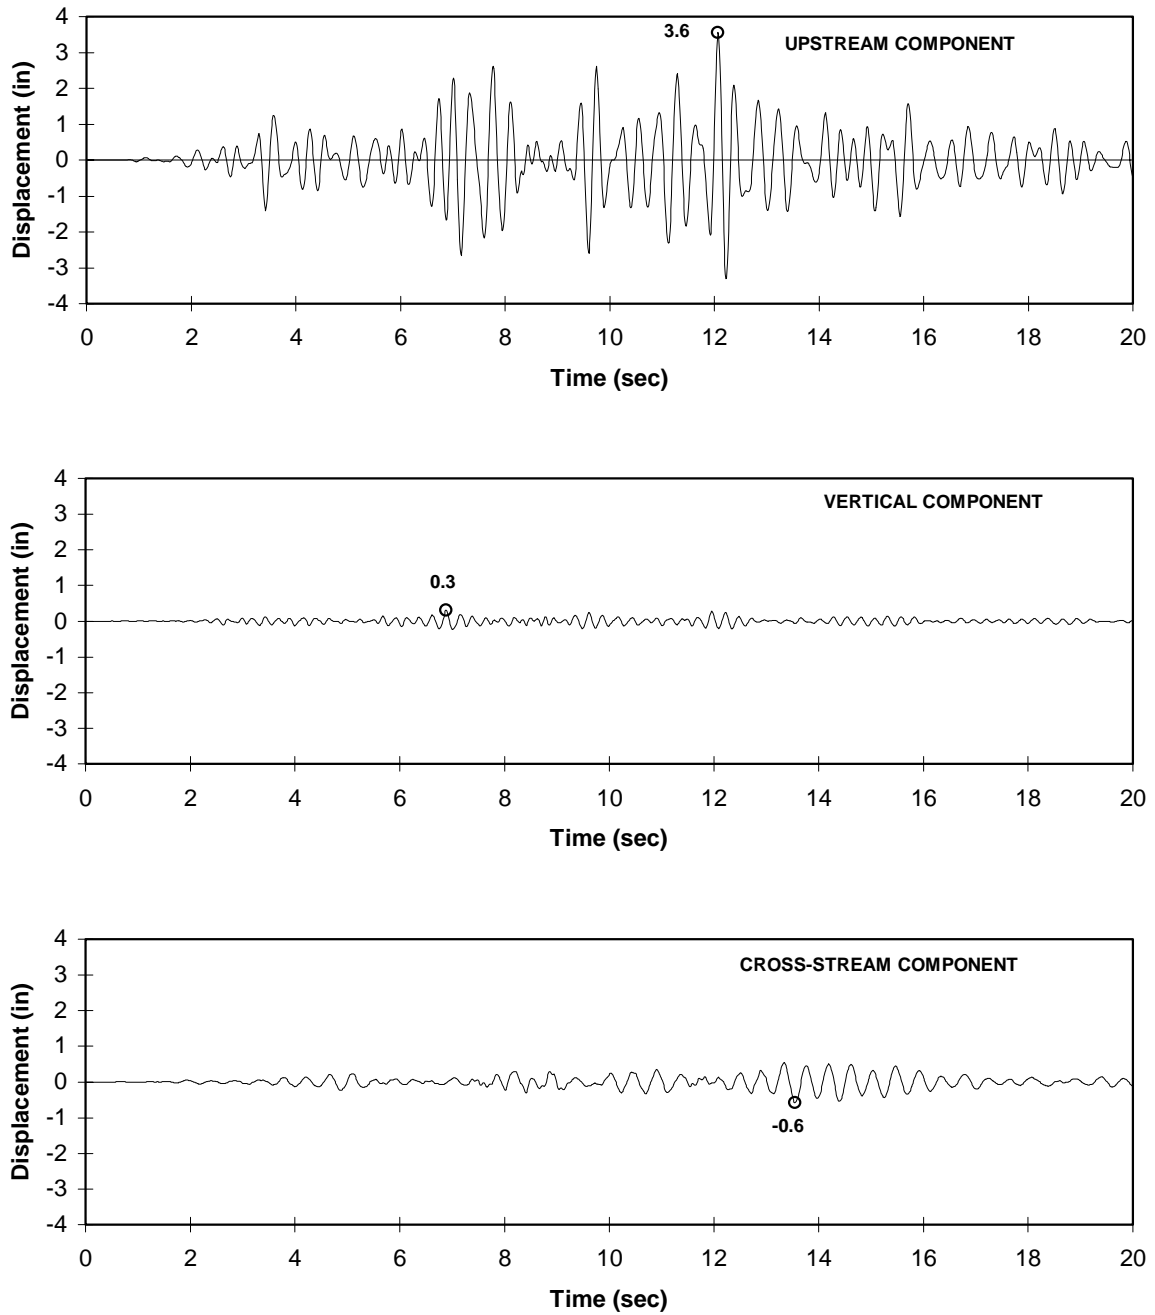 4
3.6
UPSTREAM COMPONENT
3
2
1
0
-1
-2
-3
-4
Displacement (in)
0 2 4 6 8 10 12 14 16 18 20
Time (sec)
4
VERTICAL COMPONENT
3
2
0.3
1
0
-1
-2
-3
-4
Displacement (in)
0 2 4 6 8 10 12 14 16 18 20
Time (sec)
4
CROSS-STREAM COMPONENT
3
2
1
0
-1
-0.6
-2
-3
-4
Displacement (in)
0 2 4 6 8 10 12 14 16 18 20
Time (sec)